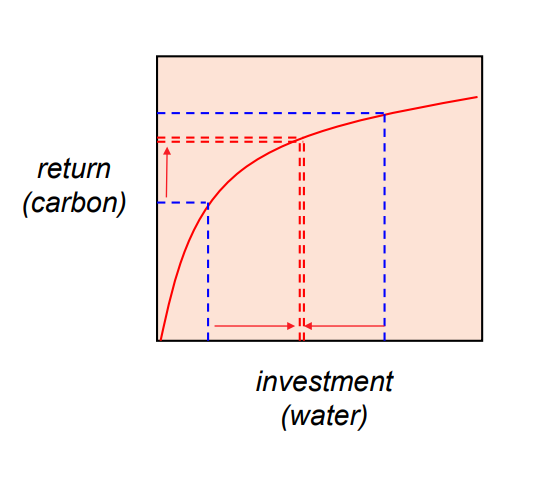 return
(carbon)
investment
(water)